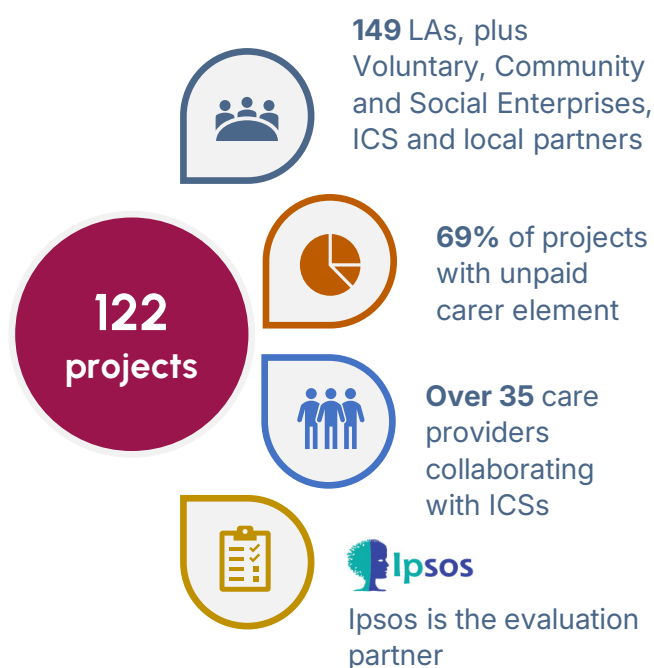 149 LAs, plus
Voluntary, Community
and Social Enterprises,
ICS and local partners
69% of projects
with unpaid
carer element
122
projects
Over 35 care
providers
collaborating
with ICSs
Ipsos
Ipsos is the evaluation
partner